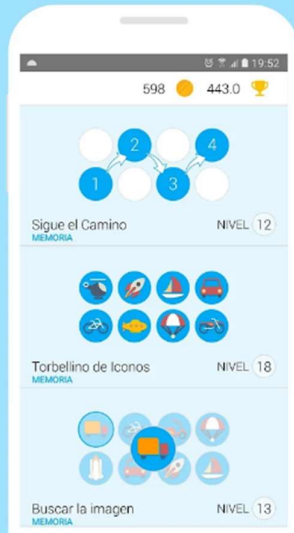 19:52
598 443.0
2 4
1 3
Sigue el Camino NIVEL 12
MEMORIA
Torbellino de Iconos NIVEL 18
MEMORIA
Buscar la imagen NIVEL 13
MEMORIA